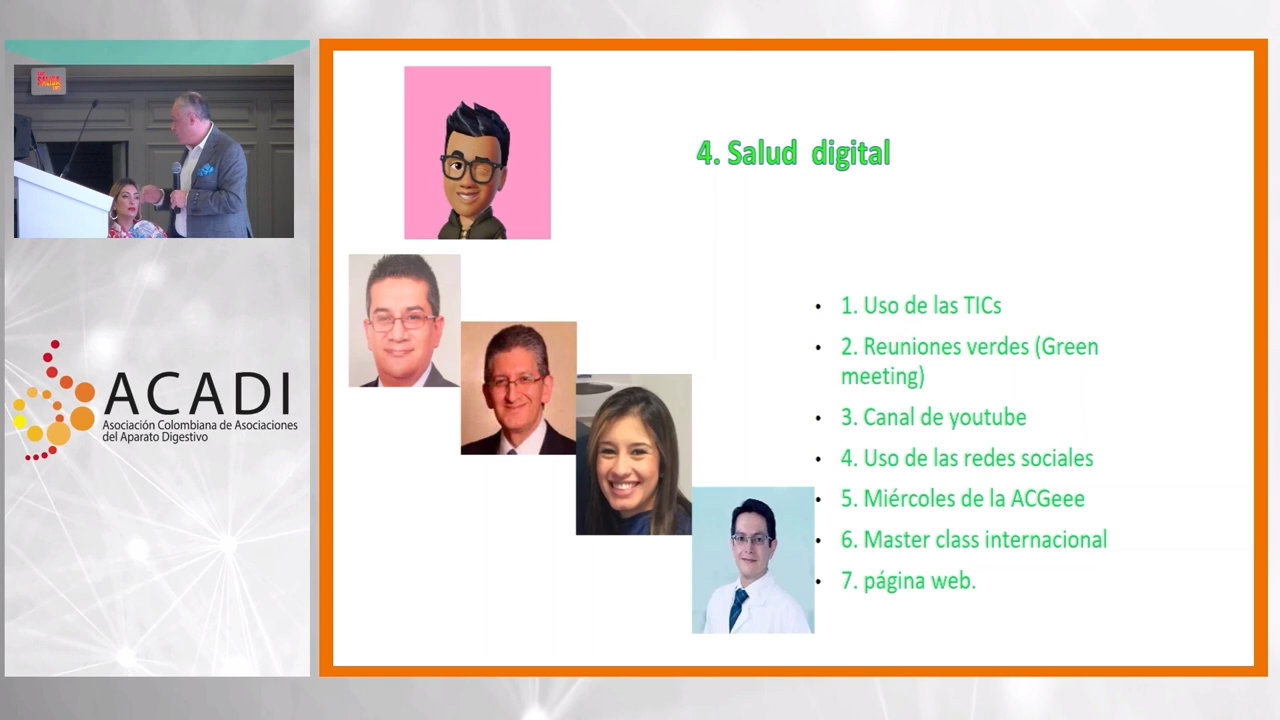 ACADI
Asociación Colombiana de Asociaciones
del Aparato Digestivo
4. Salud digital
• 1. Uso de las TICs
• 2. Reuniones verdes (Green
meeting)
• 3. Canal de youtube
• 4. Uso de las redes sociales
• 5. Miércoles de la ACGeee
• 6. Master class internacional
• 7. página web.